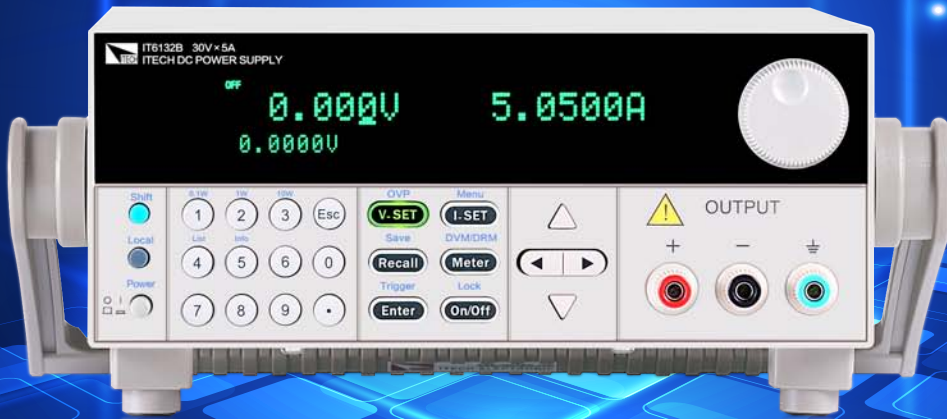 ITECH
IT6132B 30V×5A
ITECH DC POWER SUPPLY
OFF
0.000V 5.0500A
0.0000V
Shift
Local
Power
0.1W 1W 10W
1 2 3 Esc
List Info
4 5 6 0
7 8 9 .
OVP Menu
V-SET I-SET
Save DVM/DRM
Recall Meter
Trigger Lock
Enter On/Off
OUTPUT
+ −